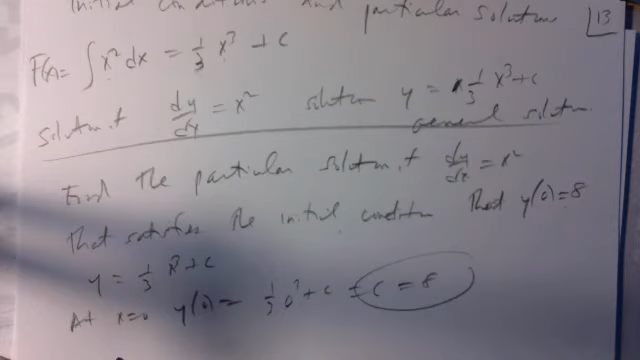 Initial Conditions and particular solutions
13
F(x) = ∫ x² dx = 1/3 x³ + C
solution of dy/dy = x² solution y = 1/3 x³ + C
general solution
Find the particular solution of dy/dx = x²
That satisfies the initial condition That y(0) = 8
y = 1/3 x³ + C
At x=0 y(0) = 1/3 0³ + C = C = 8